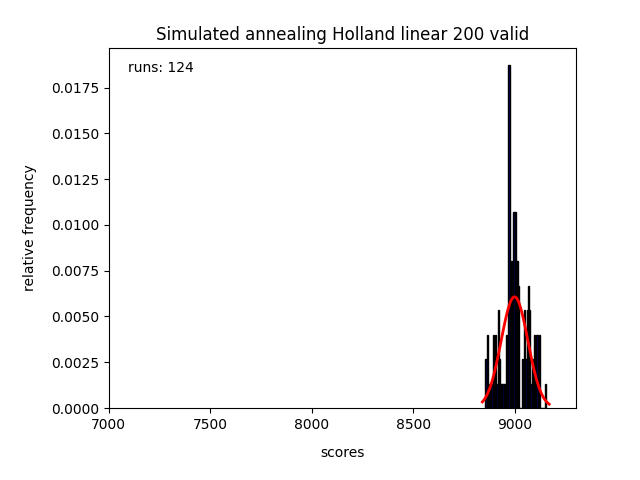 Simulated annealing Holland linear 200 valid
runs: 124
0.0175
0.0150
0.0125
0.0100
0.0075
0.0050
0.0025
0.0000
relative frequency
7000 7500 8000 8500 9000
scores